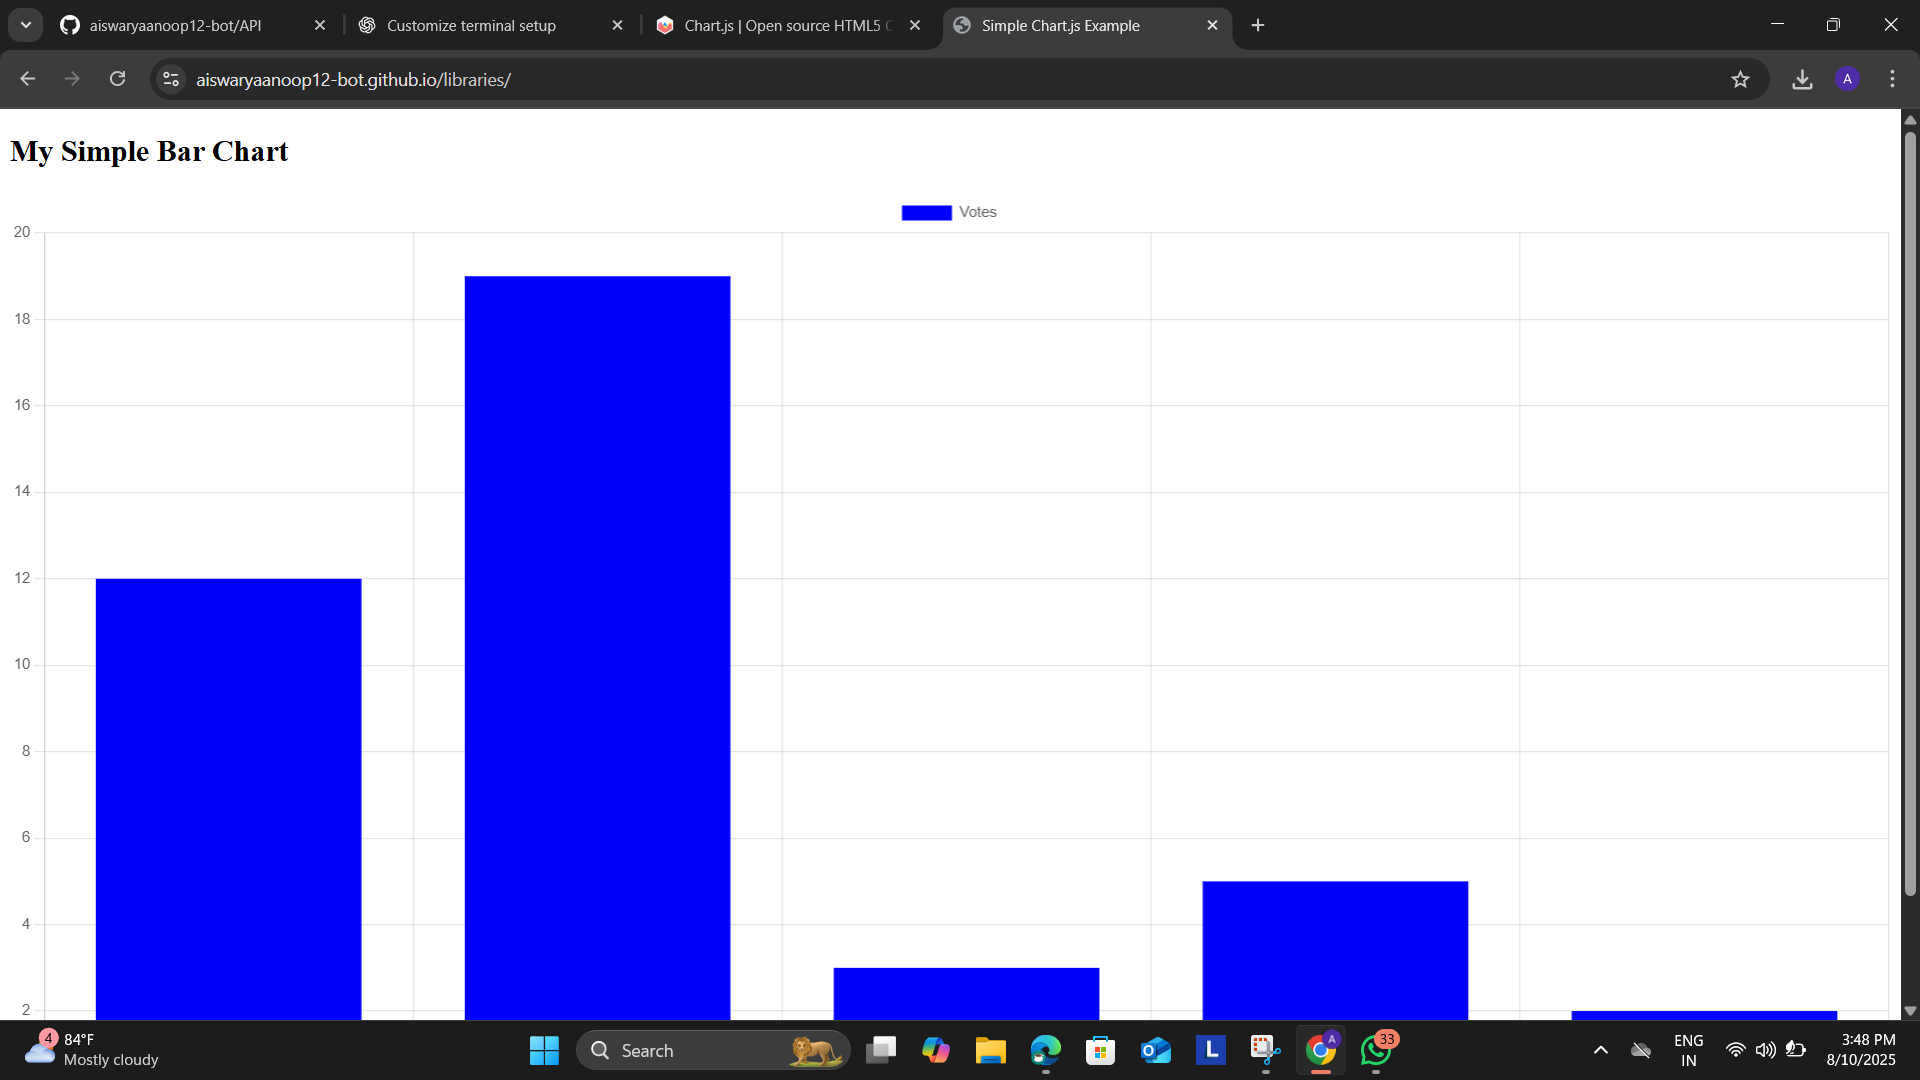 aiswaryaanoop12-bot/API
Customize terminal setup
Chart.js | Open source HTML5 C
Simple Chart.js Example
aiswaryaanoop12-bot.github.io/libraries/
A
My Simple Bar Chart
Votes
20
18
16
14
12
10
8
6
4
2
4
84°F
Mostly cloudy
Search
L
A
33
ENG
IN
3:48 PM
8/10/2025